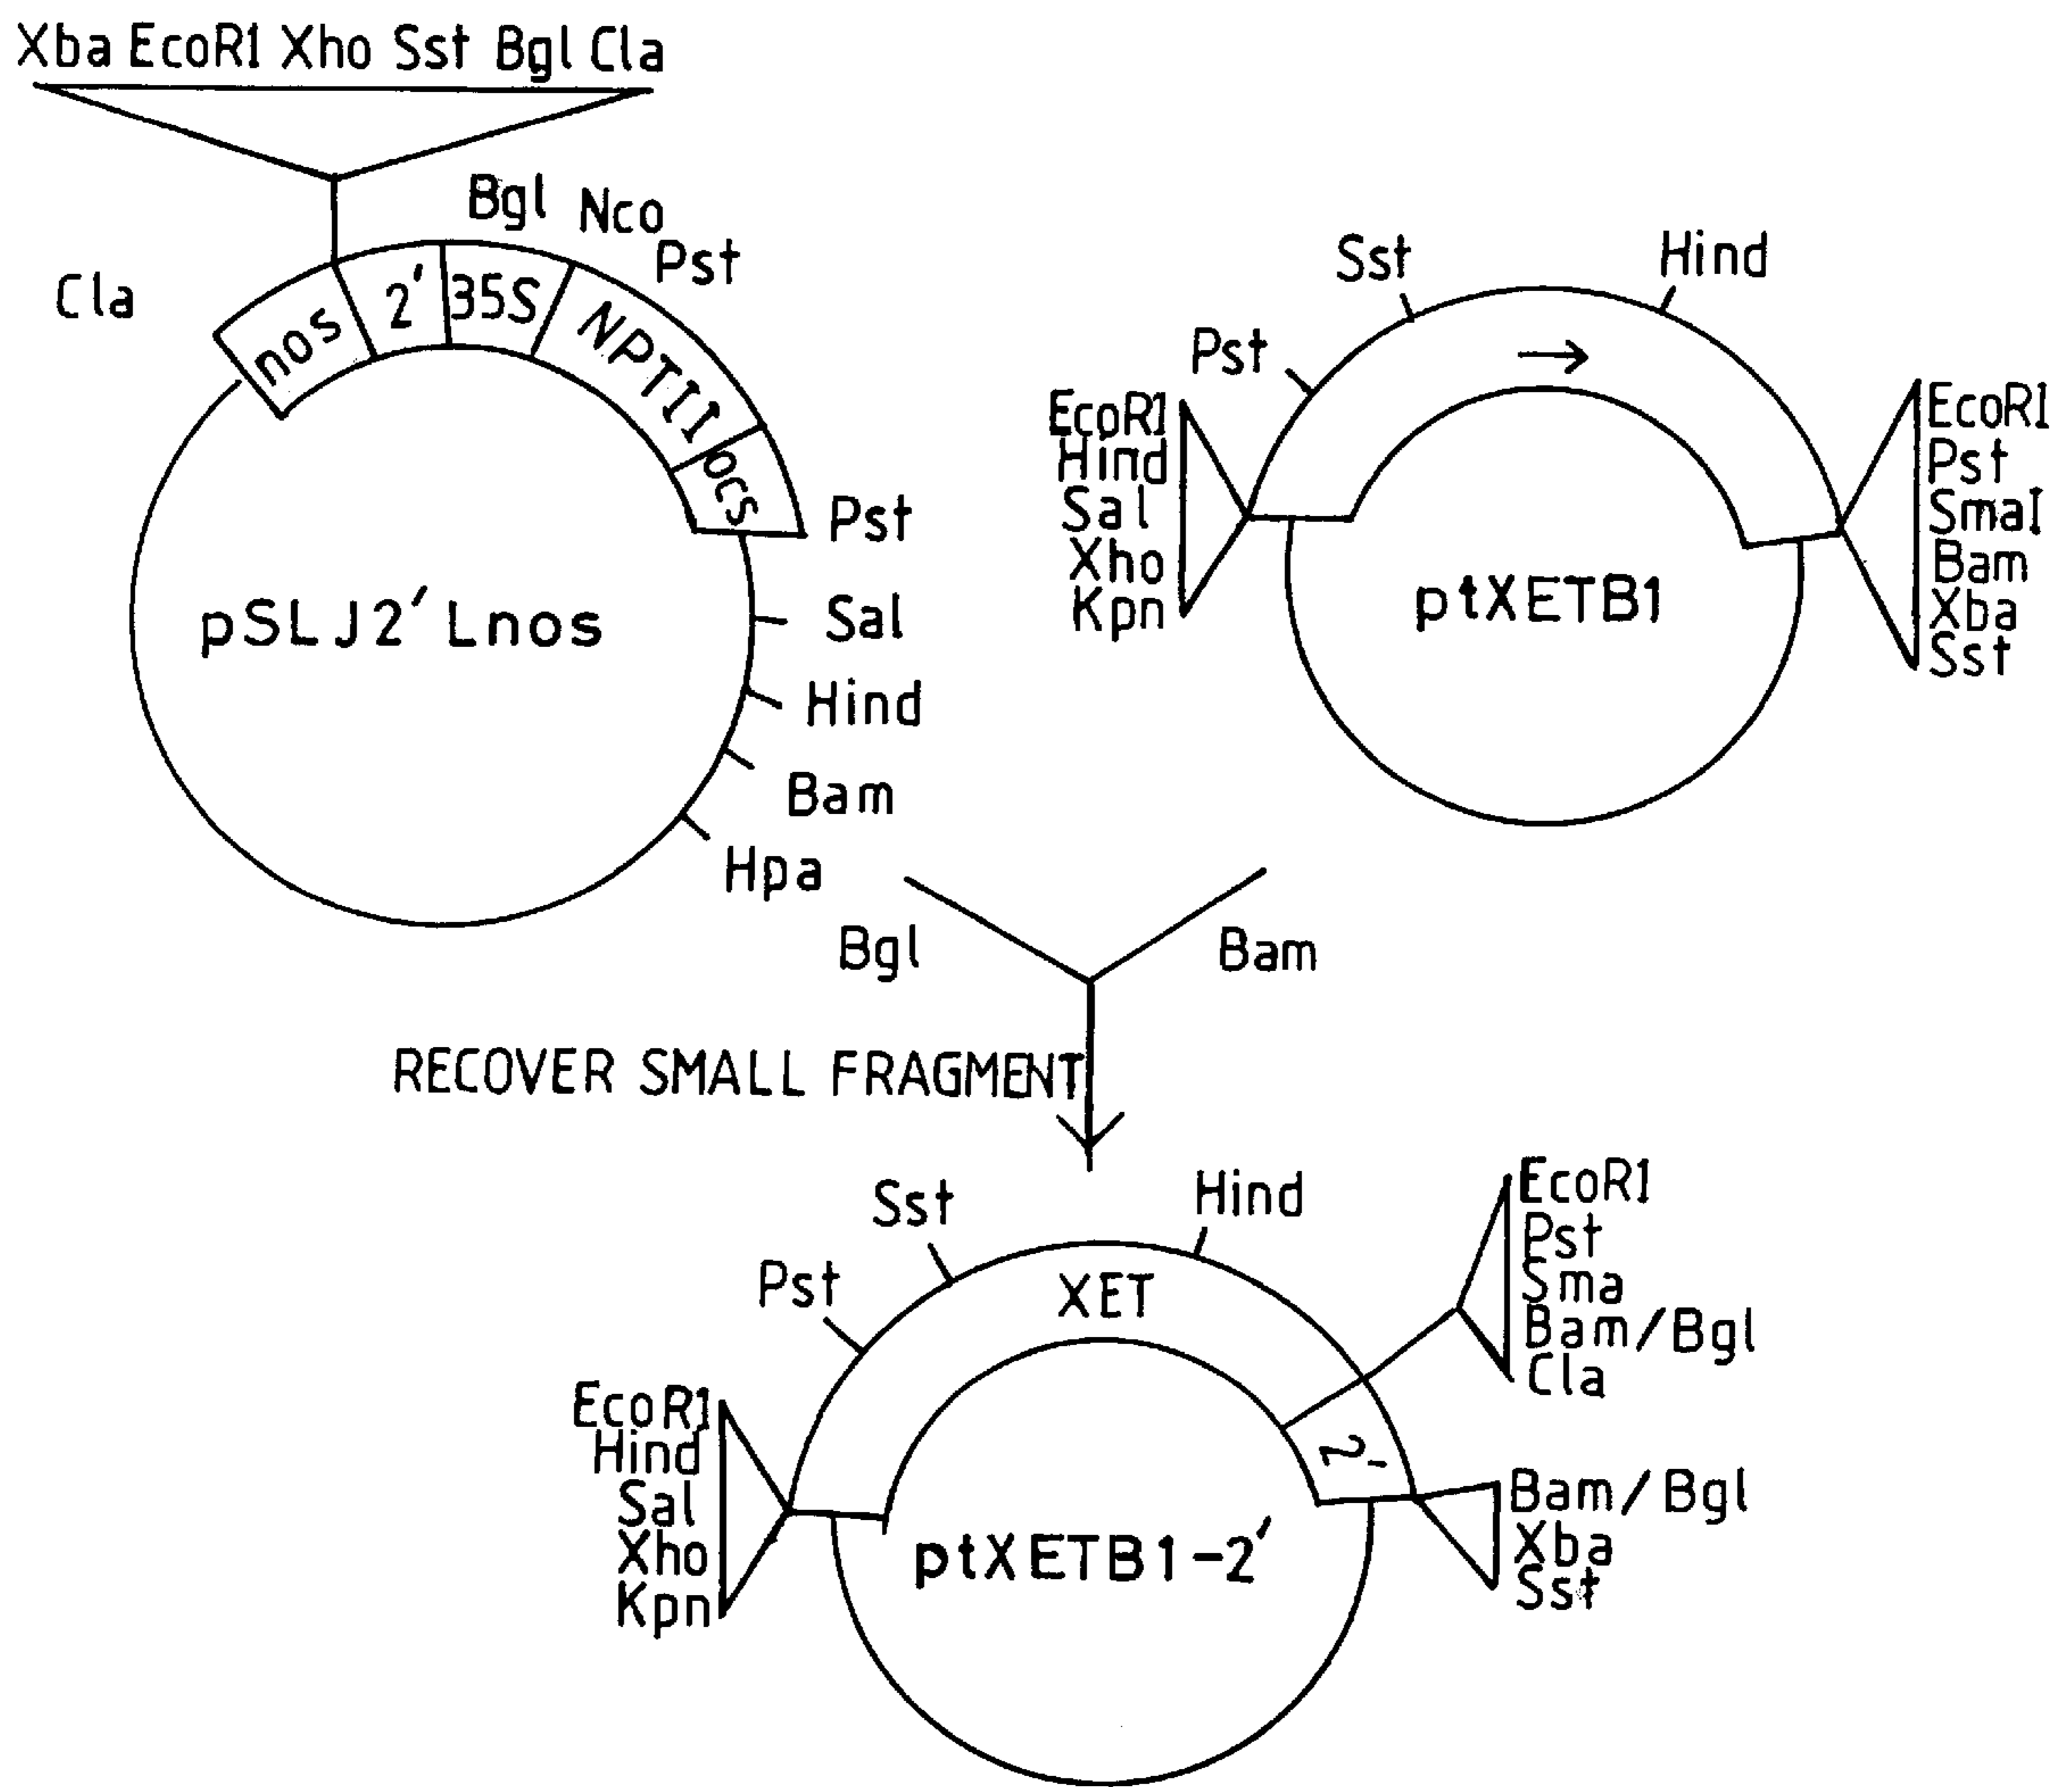 Xba EcoR1 Xho Sst Bgl Cla
Bgl Nco
Pst
Cla
nos
2'
35S
NPTII
Pst
Sal
pSLJ2'Lnos
Hind
Bam
Hpa
Sst
Hind
Pst
EcoR1
Hind
Sal
Xho
Kpn
EcoR1
Pst
SmaI
Bam
Xba
Sst
ptXETB1
Bgl
Bam
RECOVER SMALL FRAGMENT
Sst
Hind
Pst
XET
EcoR1
Pst
Sma
Bam/Bgl
Cla
EcoR1
Hind
Sal
Xho
Kpn
2'
Bam/Bgl
Xba
Sst
ptXETB1-2'